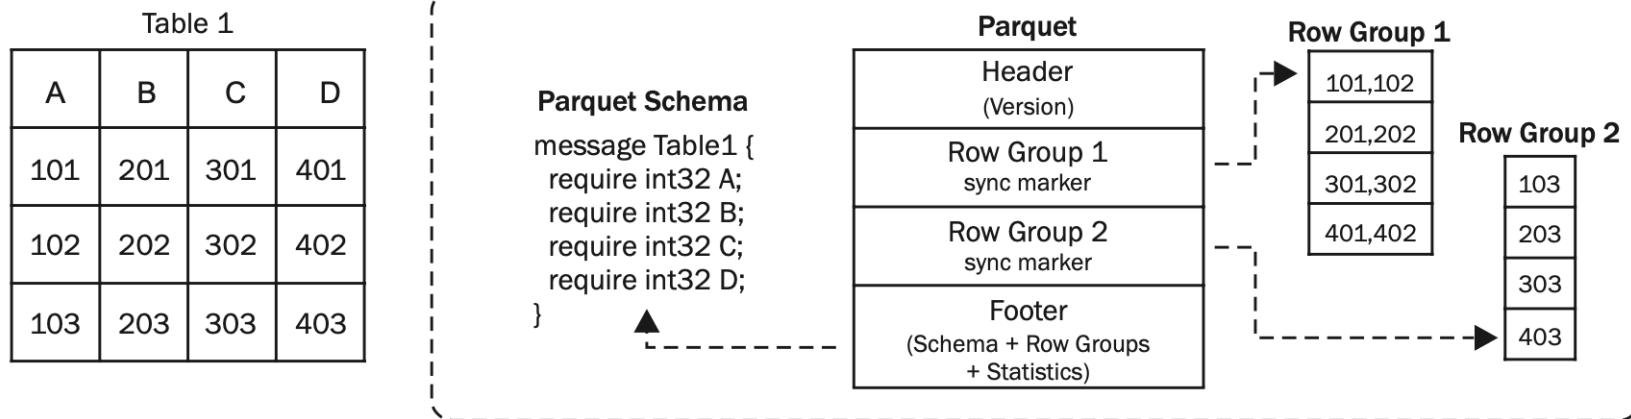 Table 1
A B C D
101 201 301 401
102 202 302 402
103 203 303 403
Parquet Schema
message Table1 {
require int32 A;
require int32 B;
require int32 C;
require int32 D;
}
Parquet
Header
(Version)
Row Group 1
sync marker
Row Group 2
sync marker
Footer
(Schema + Row Groups
+ Statistics)
Row Group 1
101,102
201,202
301,302
401,402
Row Group 2
103
203
303
403